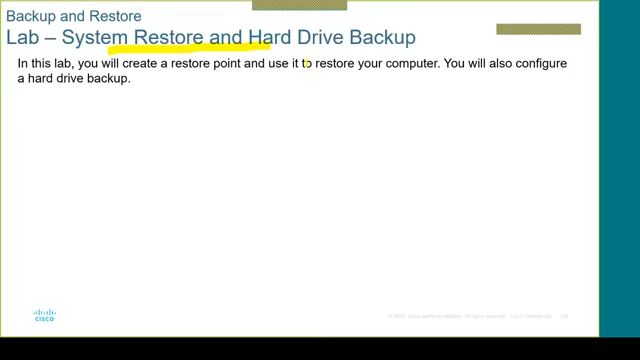 Backup and Restore
Lab – System Restore and Hard Drive Backup
In this lab, you will create a restore point and use it to restore your computer. You will also configure
a hard drive backup.
CISCO